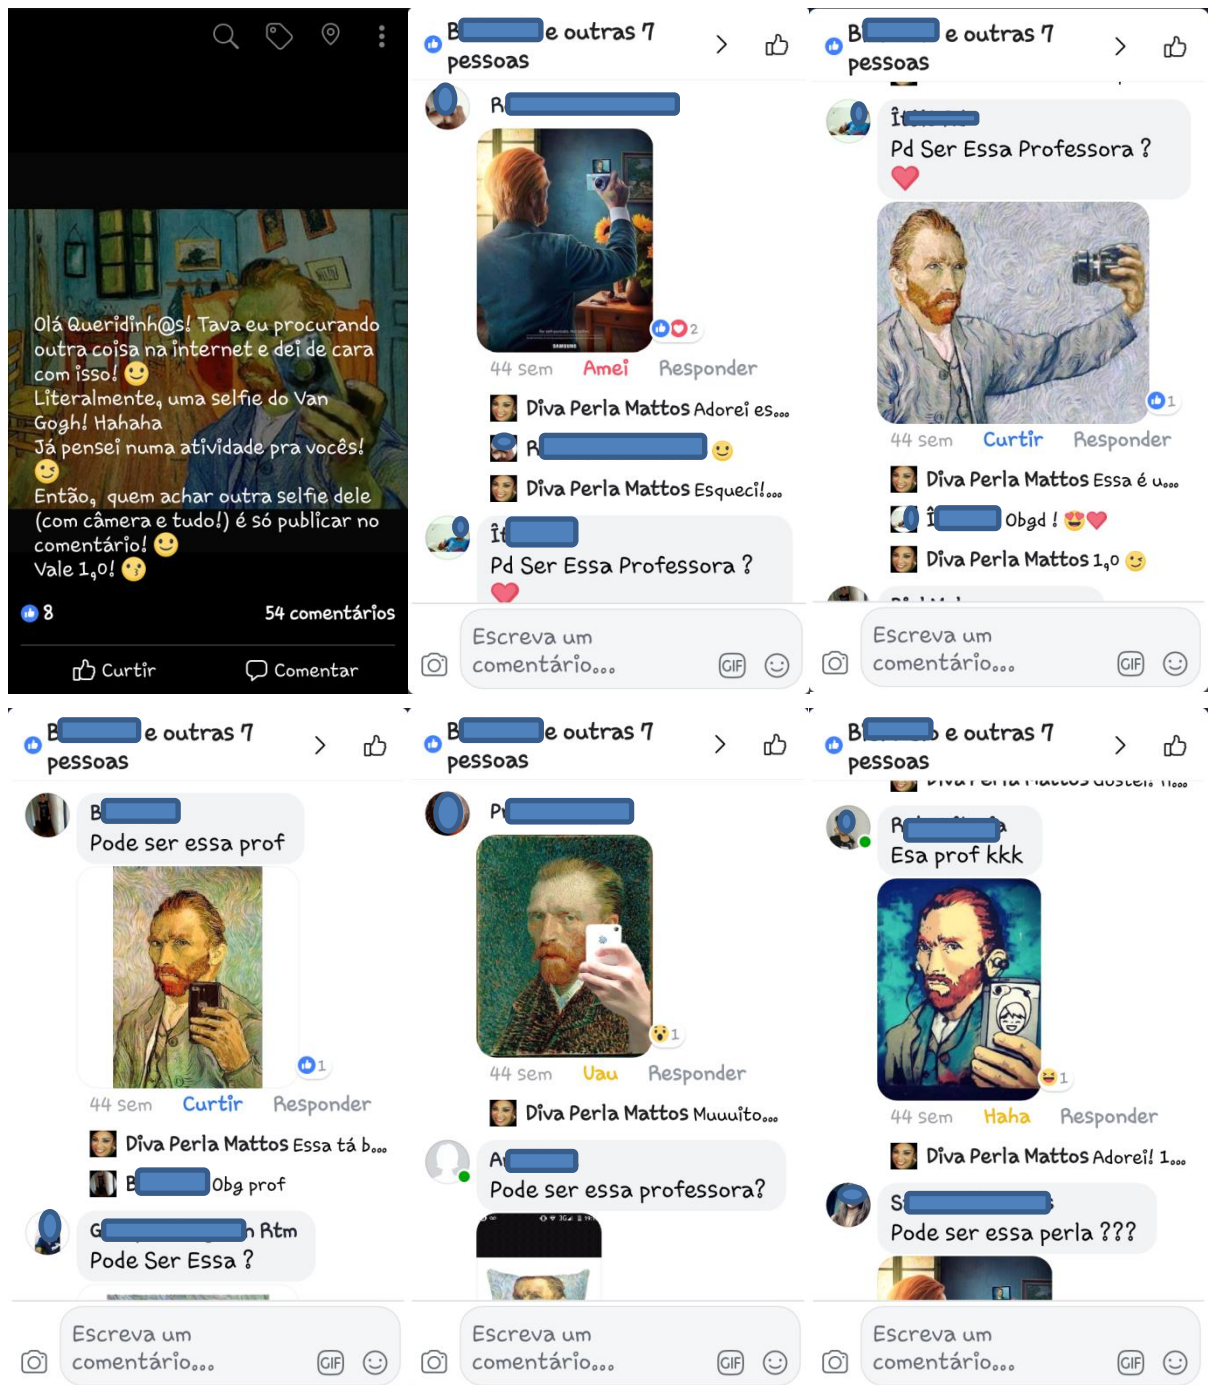 Olá Queridinh@s! Tava eu procurando
outra coisa na internet e dei de cara
com isso! 🙂
Literalmente, uma selfie do Van
Gogh! Hahaha
Já pensei numa atividade pra vocês!
😉
Então, quem achar outra selfie dele
(com câmera e tudo!) é só publicar no
comentário! 🙂
Vale 1,0! 😗
8 54 comentários
Curtir Comentar
B e outras 7
pessoas
R
SAMSUNG
2
44 sem Amei Responder
Diva Perla Mattos Adorei es...
R 🙂
Diva Perla Mattos Esqueci!...
Ít
Pd Ser Essa Professora ?
❤
Escreva um
comentário...
GIF
B e outras 7
pessoas
Ít
Pd Ser Essa Professora ?
❤
1
44 sem Curtir Responder
Diva Perla Mattos Essa é u...
Î Obgd ! 😍❤
Diva Perla Mattos 1,0 😉
Escreva um
comentário...
GIF
B e outras 7
pessoas
B
Pode ser essa prof
1
44 sem Curtir Responder
Diva Perla Mattos Essa tá b...
B Obg prof
G n Rtm
Pode Ser Essa ?
Escreva um
comentário...
GIF
B e outras 7
pessoas
P
1
44 sem Uau Responder
Diva Perla Mattos Muuuito...
A
Pode ser essa professora?
3G
Escreva um
comentário...
GIF
B e outras 7
pessoas
Diva Perla Mattos Gostei!
R a
Esa prof kkk
1
44 sem Haha Responder
Diva Perla Mattos Adorei! 1...
S
Pode ser essa perla ???
Escreva um
comentário...
GIF